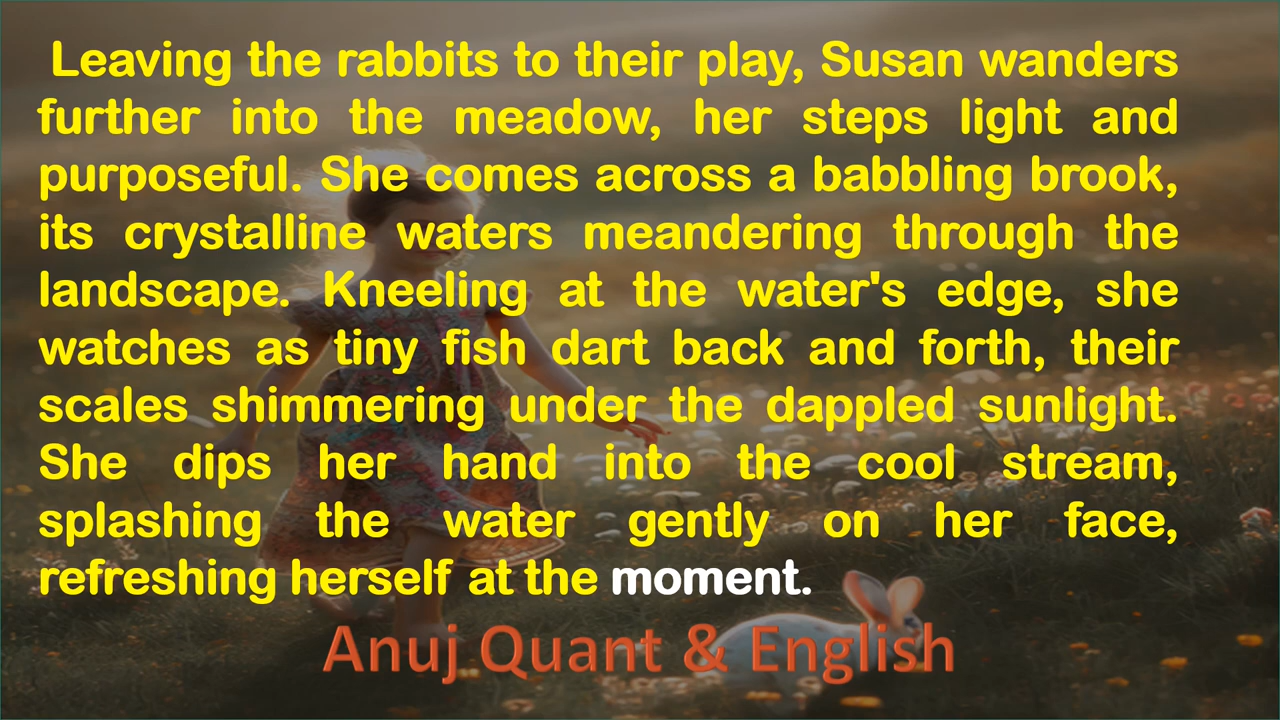 Leaving the rabbits to their play, Susan wanders
further into the meadow, her steps light and
purposeful. She comes across a babbling brook,
its crystalline waters meandering through the
landscape. Kneeling at the water's edge, she
watches as tiny fish dart back and forth, their
scales shimmering under the dappled sunlight.
She dips her hand into the cool stream,
splashing the water gently on her face,
refreshing herself at the moment.
Anuj Quant & English